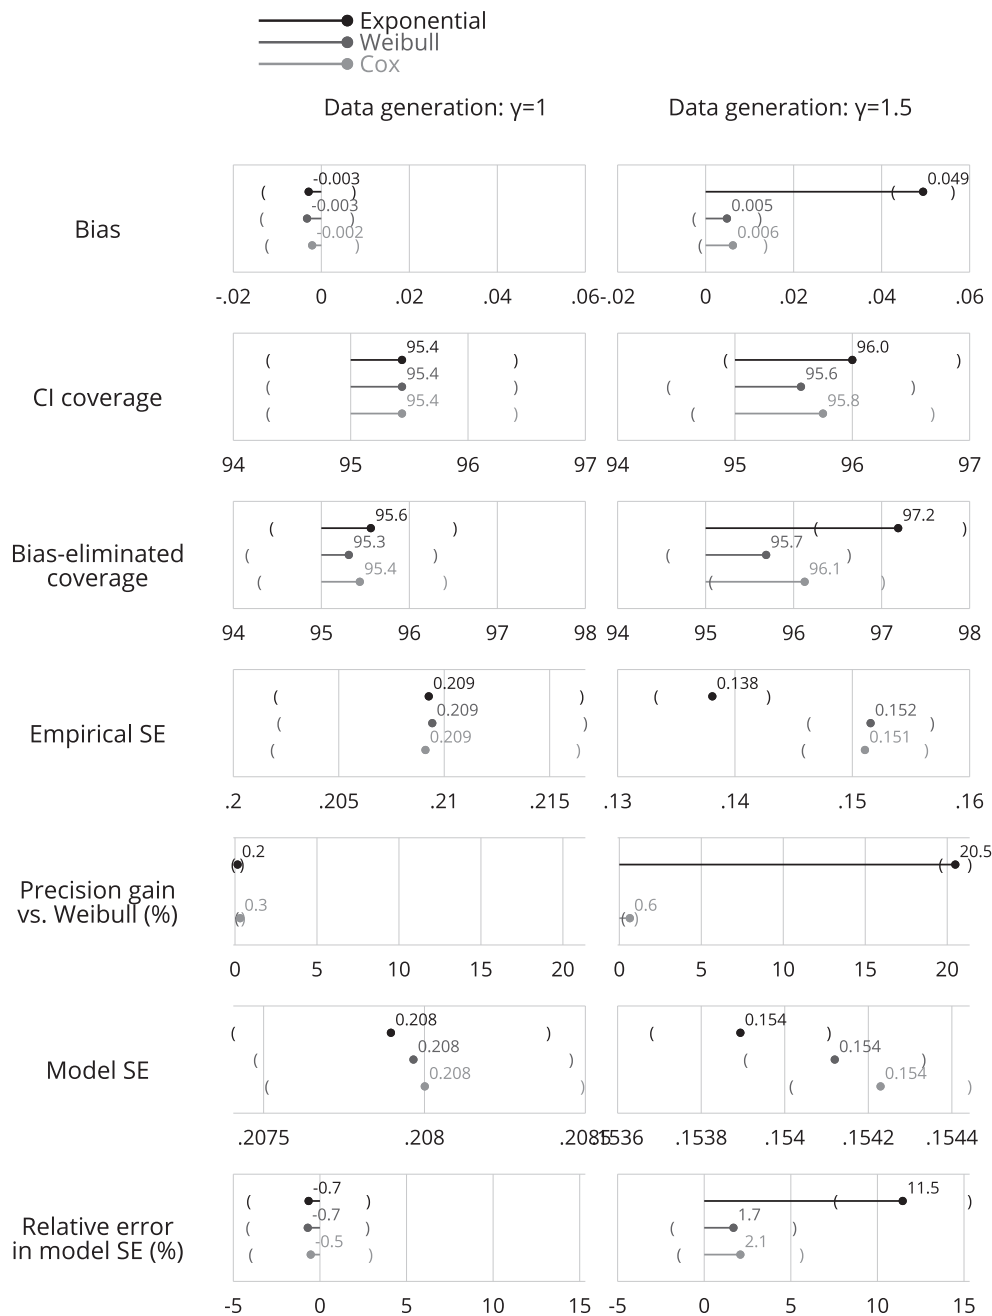 Exponential
Weibull
Cox
Data generation: γ=1
Data generation: γ=1.5
Bias
-0.003
-0.003
-0.002
-.02 0 .02 .04 .06
0.049
0.005
0.006
-.02 0 .02 .04 .06
CI coverage
95.4
95.4
95.4
94 95 96 97
96.0
95.6
95.8
94 95 96 97
Bias-eliminated
coverage
95.6
95.3
95.4
94 95 96 97 98
97.2
95.7
96.1
94 95 96 97 98
Empirical SE
0.209
0.209
0.209
.2 .205 .21 .215
0.138
0.152
0.151
.13 .14 .15 .16
Precision gain
vs. Weibull (%)
0.2
0.3
0 5 10 15 20
20.5
0.6
0 5 10 15 20
Model SE
0.208
0.208
0.208
.2075 .208 .2085
0.154
0.154
0.154
.1536 .1538 .154 .1542 .1544
Relative error
in model SE (%)
-0.7
-0.7
-0.5
-5 0 5 10 15
11.5
1.7
2.1
-5 0 5 10 15